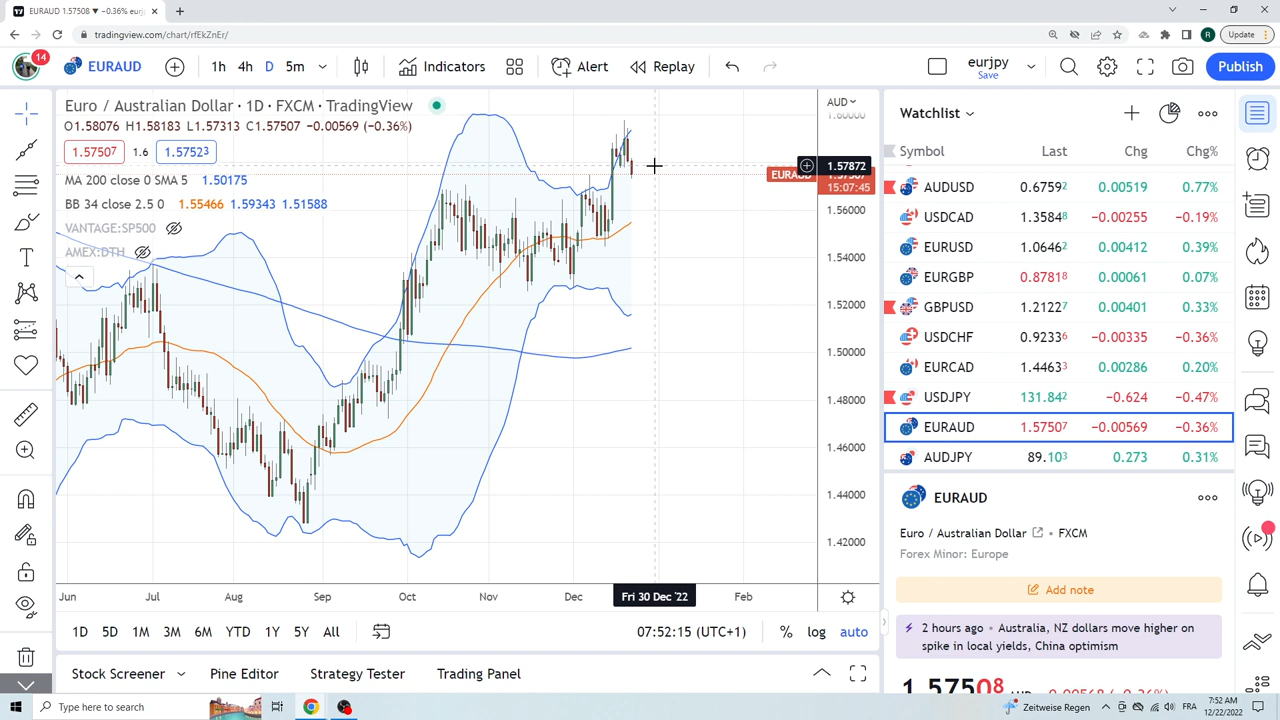 EURAUD 1.57508 ▼ −0.36% eurj
tradingview.com/chart/rfEkZnEr/
R
Update
14
EURAUD
1h 4h D 5m
Indicators
Alert
Replay
eurjpy
Save
Publish
Euro / Australian Dollar · 1D · FXCM · TradingView
O1.58076 H1.58183 L1.57313 C1.57507 −0.00569 (−0.36%)
1.57507 1.6 1.57523
MA 200 close 0 SMA 5 1.50175
BB 34 close 2.5 0 1.55466 1.59343 1.51588
VANTAGE:SP500
AMEX:DTH
AUD
1.60000
1.57872
EURAUD
15:07:45
1.56000
1.54000
1.52000
1.50000
1.48000
1.46000
1.44000
1.42000
Jun Jul Aug Sep Oct Nov Dec Fri 30 Dec '22 Feb
1D 5D 1M 3M 6M YTD 1Y 5Y All
07:52:15 (UTC+1) % log auto
Stock Screener Pine Editor Strategy Tester Trading Panel
Watchlist
Symbol Last Chg Chg%
AUDUSD 0.67592 0.00519 0.77%
USDCAD 1.35848 −0.00255 −0.19%
EURUSD 1.06462 0.00412 0.39%
EURGBP 0.87818 0.00061 0.07%
GBPUSD 1.21227 0.00401 0.33%
USDCHF 0.92336 −0.00335 −0.36%
EURCAD 1.44633 0.00286 0.20%
USDJPY 131.842 −0.624 −0.47%
EURAUD 1.57507 −0.00569 −0.36%
AUDJPY 89.103 0.273 0.31%
EURAUD
Euro / Australian Dollar • FXCM
Forex Minor: Europe
Add note
2 hours ago • Australia, NZ dollars move higher on
spike in local yields, China optimism
1.57508
Type here to search
Zeitweise Regen
FRA
7:52 AM
12/22/2022